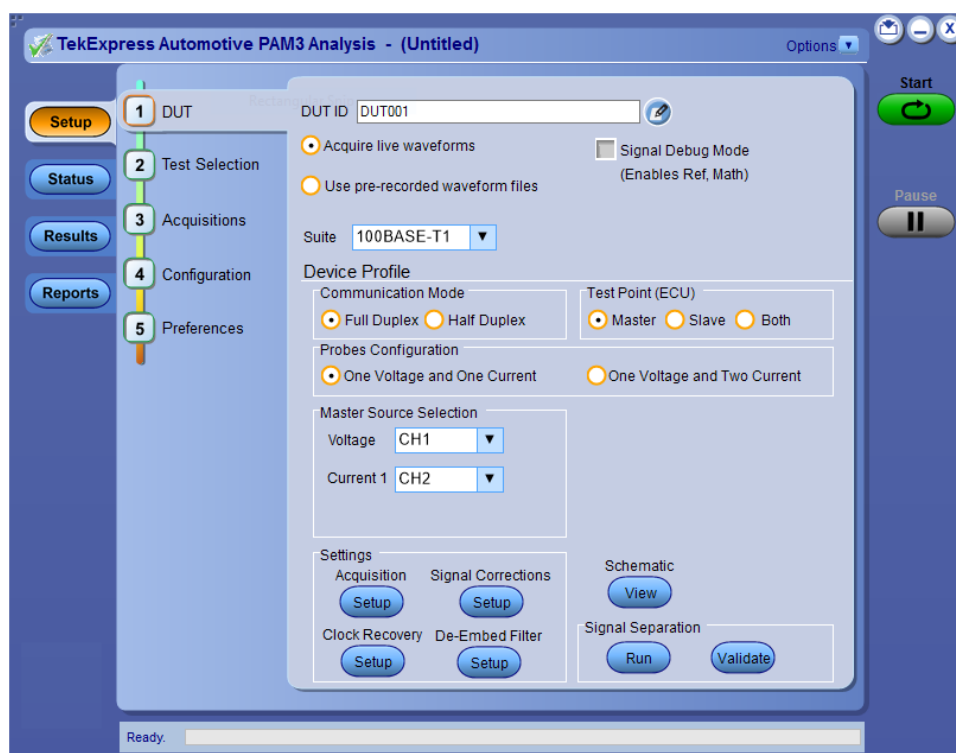 TekExpress Automotive PAM3 Analysis - (Untitled)
Options
X
Start
Pause
Setup
Status
Results
Reports
1 DUT
2 Test Selection
3 Acquisitions
4 Configuration
5 Preferences
DUT ID DUT001
Acquire live waveforms
Signal Debug Mode
(Enables Ref, Math)
Use pre-recorded waveform files
Suite 100BASE-T1
Device Profile
Communication Mode
Full Duplex Half Duplex
Test Point (ECU)
Master Slave Both
Probes Configuration
One Voltage and One Current One Voltage and Two Current
Master Source Selection
Voltage CH1
Current 1 CH2
Settings
Acquisition Signal Corrections
Setup Setup
Clock Recovery De-Embed Filter
Setup Setup
Schematic
View
Signal Separation
Run Validate
Ready.